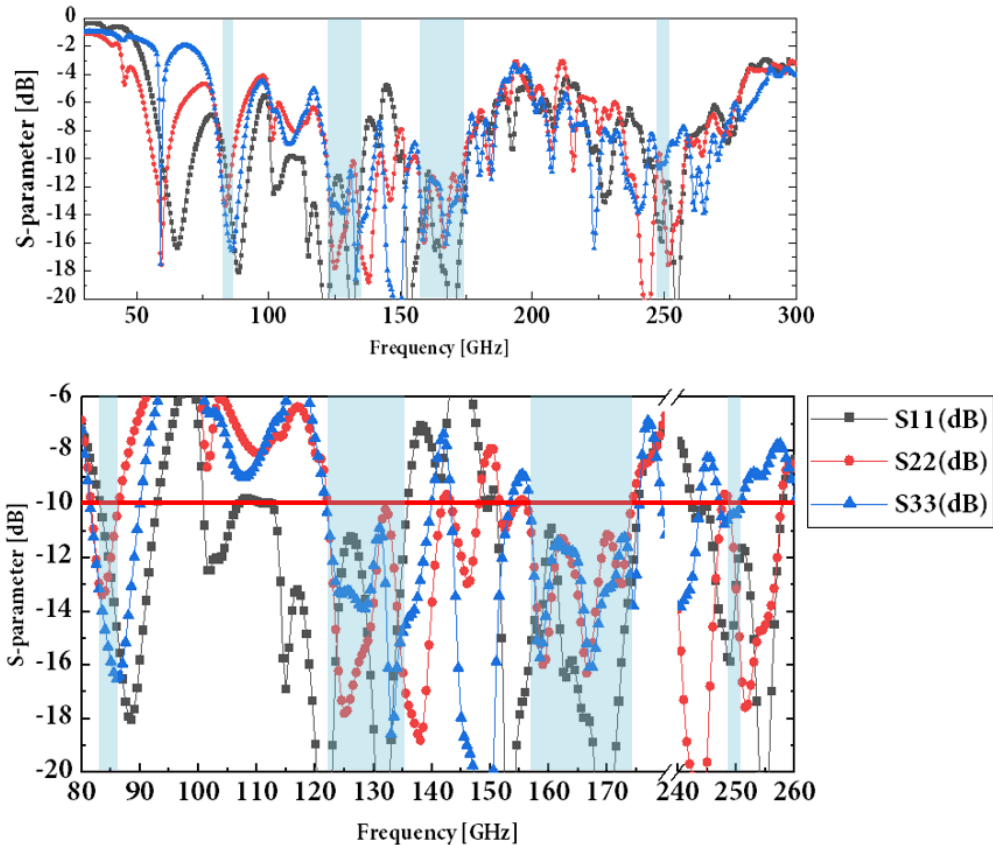 0
-2
-4
-6
-8
-10
-12
-14
-16
-18
-20
S-parameter [dB]
50 100 150 200 250 300
Frequency [GHz]
-6
-8
-10
-12
-14
-16
-18
-20
S-parameter [dB]
80 90 100 110 120 130 140 150 160 170 240 250 260
Frequency [GHz]
S11(dB)
S22(dB)
S33(dB)